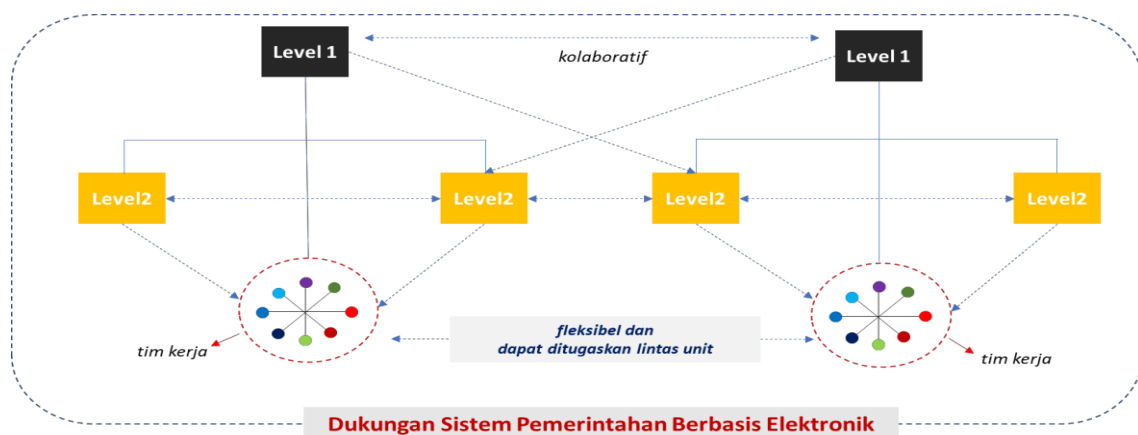 Level 1
kolaboratif
Level 1
Level2
Level2
Level2
Level2
fleksibel dan
dapat ditugaskan lintas unit
tim kerja
tim kerja
Dukungan Sistem Pemerintahan Berbasis Elektronik